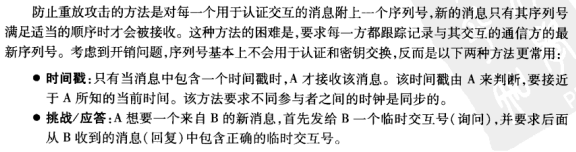 防止重放攻击的方法是对每一个用于认证交互的消息附上一个序列号,新的消息只有其序列号
满足适当的顺序时才会被接收。这种方法的困难是,要求每一方都跟踪记录与其交互的通信方的最
新序列号。考虑到开销问题,序列号基本上不会用于认证和密钥交换,反而是以下两种方法更常用:
● 时间戳:只有当消息中包含一个时间戳时,A 才接收该消息。该时间戳由 A 来判断,要接近
于 A 所知的当前时间。该方法要求不同参与者之间的时钟是同步的。
● 挑战/应答:A 想要一个来自 B 的新消息,首先发给 B 一个临时交互号(询问),并要求后面
从 B 收到的消息(回复)中包含正确的临时交互号。